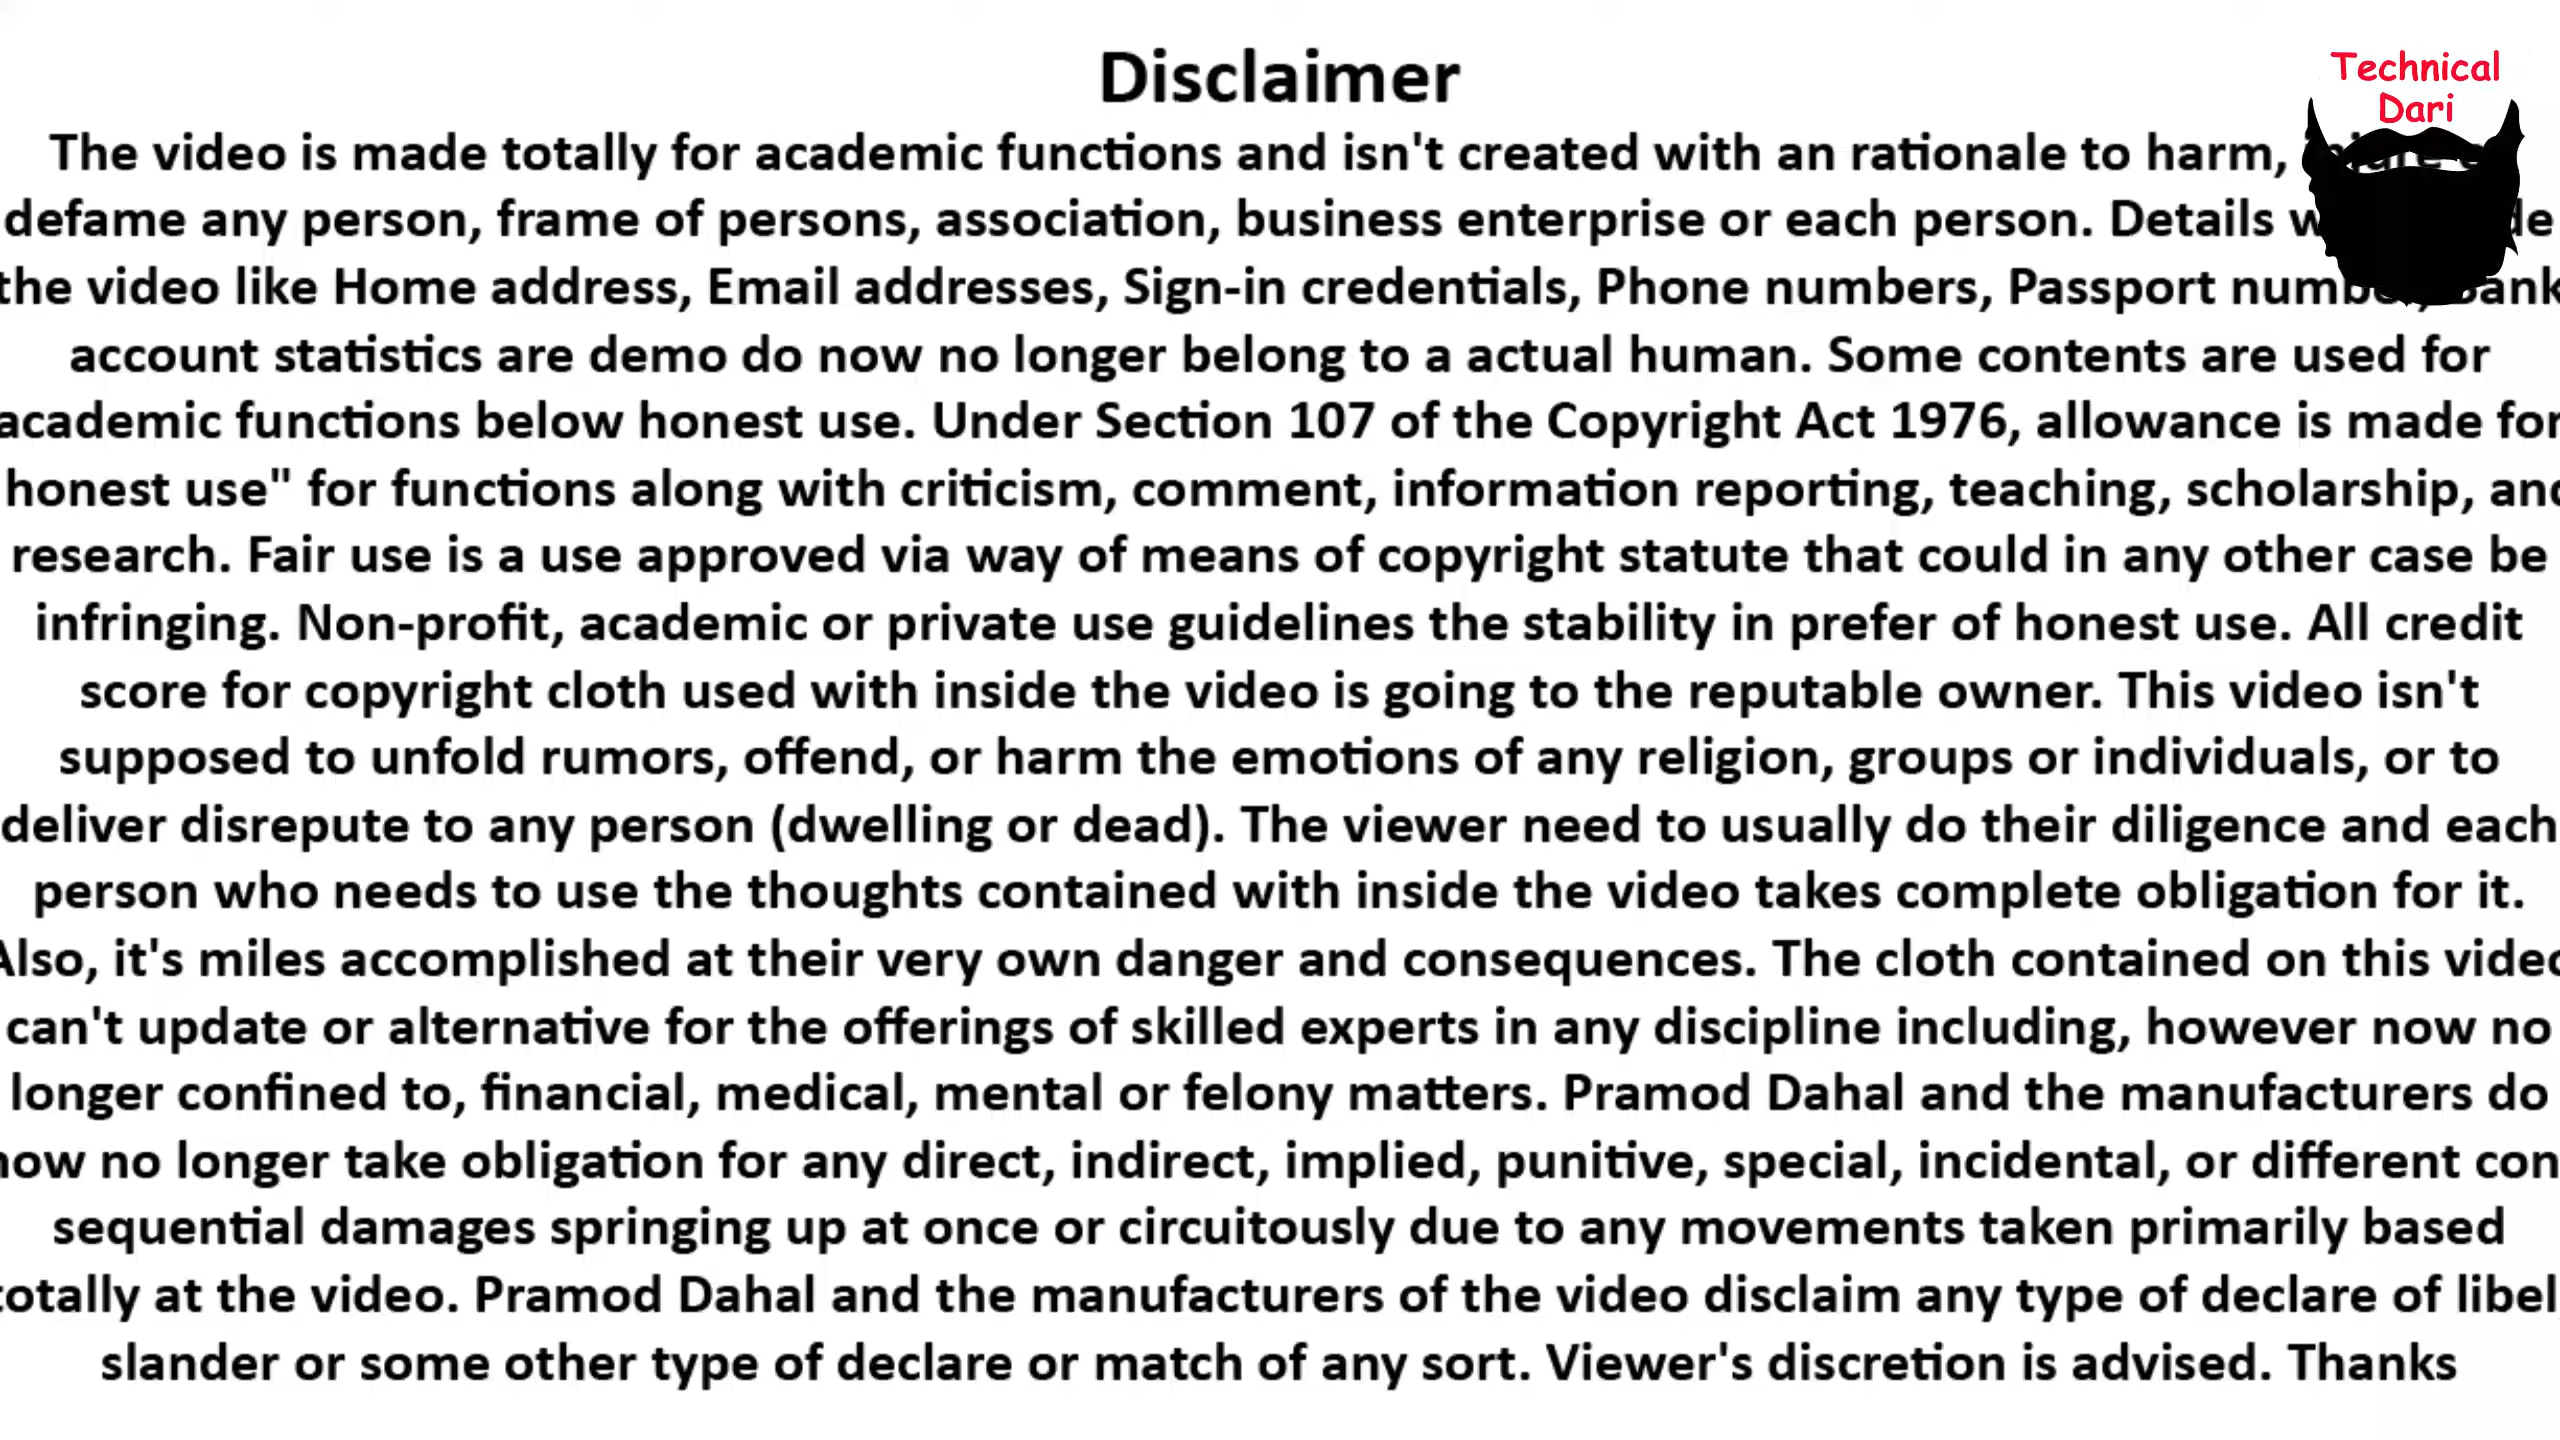 Disclaimer
Technical
Dari
The video is made totally for academic functions and isn't created with an rationale to harm,
defame any person, frame of persons, association, business enterprise or each person. Details
the video like Home address, Email addresses, Sign-in credentials, Phone numbers, Passport number, Bank
account statistics are demo do now no longer belong to a actual human. Some contents are used for
academic functions below honest use. Under Section 107 of the Copyright Act 1976, allowance is made for
honest use" for functions along with criticism, comment, information reporting, teaching, scholarship, and
research. Fair use is a use approved via way of means of copyright statute that could in any other case be
infringing. Non-profit, academic or private use guidelines the stability in prefer of honest use. All credit
score for copyright cloth used with inside the video is going to the reputable owner. This video isn't
supposed to unfold rumors, offend, or harm the emotions of any religion, groups or individuals, or to
deliver disrepute to any person (dwelling or dead). The viewer need to usually do their diligence and each
person who needs to use the thoughts contained with inside the video takes complete obligation for it.
Also, it's miles accomplished at their very own danger and consequences. The cloth contained on this video
can't update or alternative for the offerings of skilled experts in any discipline including, however now no
longer confined to, financial, medical, mental or felony matters. Pramod Dahal and the manufacturers do
now no longer take obligation for any direct, indirect, implied, punitive, special, incidental, or different con
sequential damages springing up at once or circuitously due to any movements taken primarily based
totally at the video. Pramod Dahal and the manufacturers of the video disclaim any type of declare of libel,
slander or some other type of declare or match of any sort. Viewer's discretion is advised. Thanks